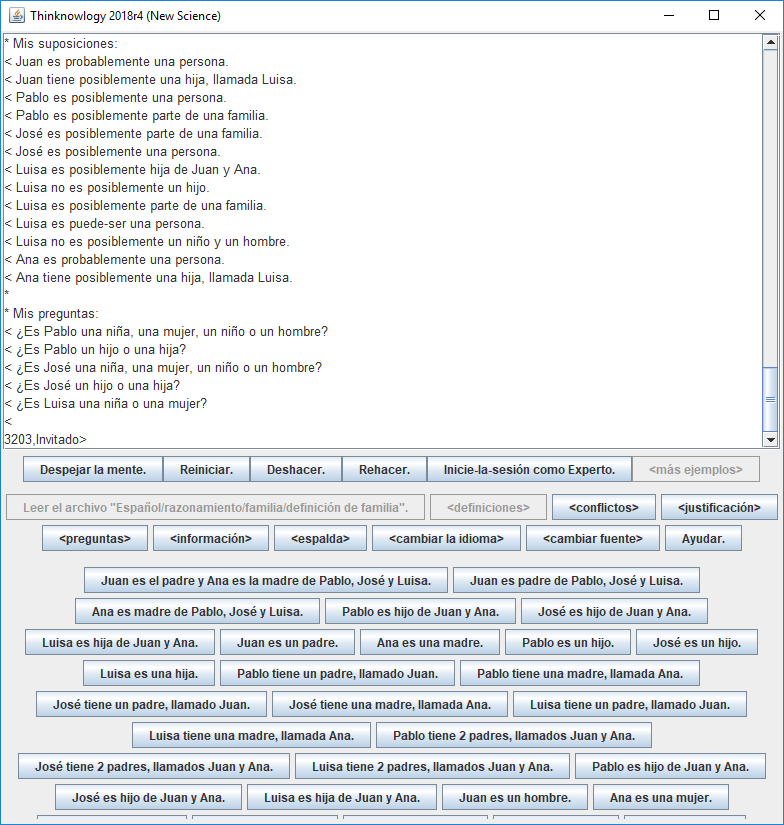 Thinknowlogy 2018r4 (New Science)
* Mis suposiciones:
< Juan es probablemente una persona.
< Juan tiene posiblemente una hija, llamada Luisa.
< Pablo es posiblemente una persona.
< Pablo es posiblemente parte de una familia.
< José es posiblemente parte de una familia.
< José es posiblemente una persona.
< Luisa es posiblemente hija de Juan y Ana.
< Luisa no es posiblemente un hijo.
< Luisa es posiblemente parte de una familia.
< Luisa es puede-ser una persona.
< Luisa no es posiblemente un niño y un hombre.
< Ana es probablemente una persona.
< Ana tiene posiblemente una hija, llamada Luisa.
*
* Mis preguntas:
< ¿Es Pablo una niña, una mujer, un niño o un hombre?
< ¿Es Pablo un hijo o una hija?
< ¿Es José una niña, una mujer, un niño o un hombre?
< ¿Es José un hijo o una hija?
< ¿Es Luisa una niña o una mujer?
<
3203,Invitado>
Despejar la mente. Reiniciar. Deshacer. Rehacer. Inicie-la-sesión como Experto. <más ejemplos>
Leer el archivo "Español/razonamiento/familia/definición de familia". <definiciones> <conflictos> <justificación>
<preguntas> <información> <espalda> <cambiar la idioma> <cambiar fuente> Ayudar.
Juan es el padre y Ana es la madre de Pablo, José y Luisa. Juan es padre de Pablo, José y Luisa.
Ana es madre de Pablo, José y Luisa. Pablo es hijo de Juan y Ana. José es hijo de Juan y Ana.
Luisa es hija de Juan y Ana. Juan es un padre. Ana es una madre. Pablo es un hijo. José es un hijo.
Luisa es una hija. Pablo tiene un padre, llamado Juan. Pablo tiene una madre, llamada Ana.
José tiene un padre, llamado Juan. José tiene una madre, llamada Ana. Luisa tiene un padre, llamado Juan.
Luisa tiene una madre, llamada Ana. Pablo tiene 2 padres, llamados Juan y Ana.
José tiene 2 padres, llamados Juan y Ana. Luisa tiene 2 padres, llamados Juan y Ana. Pablo es hijo de Juan y Ana.
José es hijo de Juan y Ana. Luisa es hija de Juan y Ana. Juan es un hombre. Ana es una mujer.